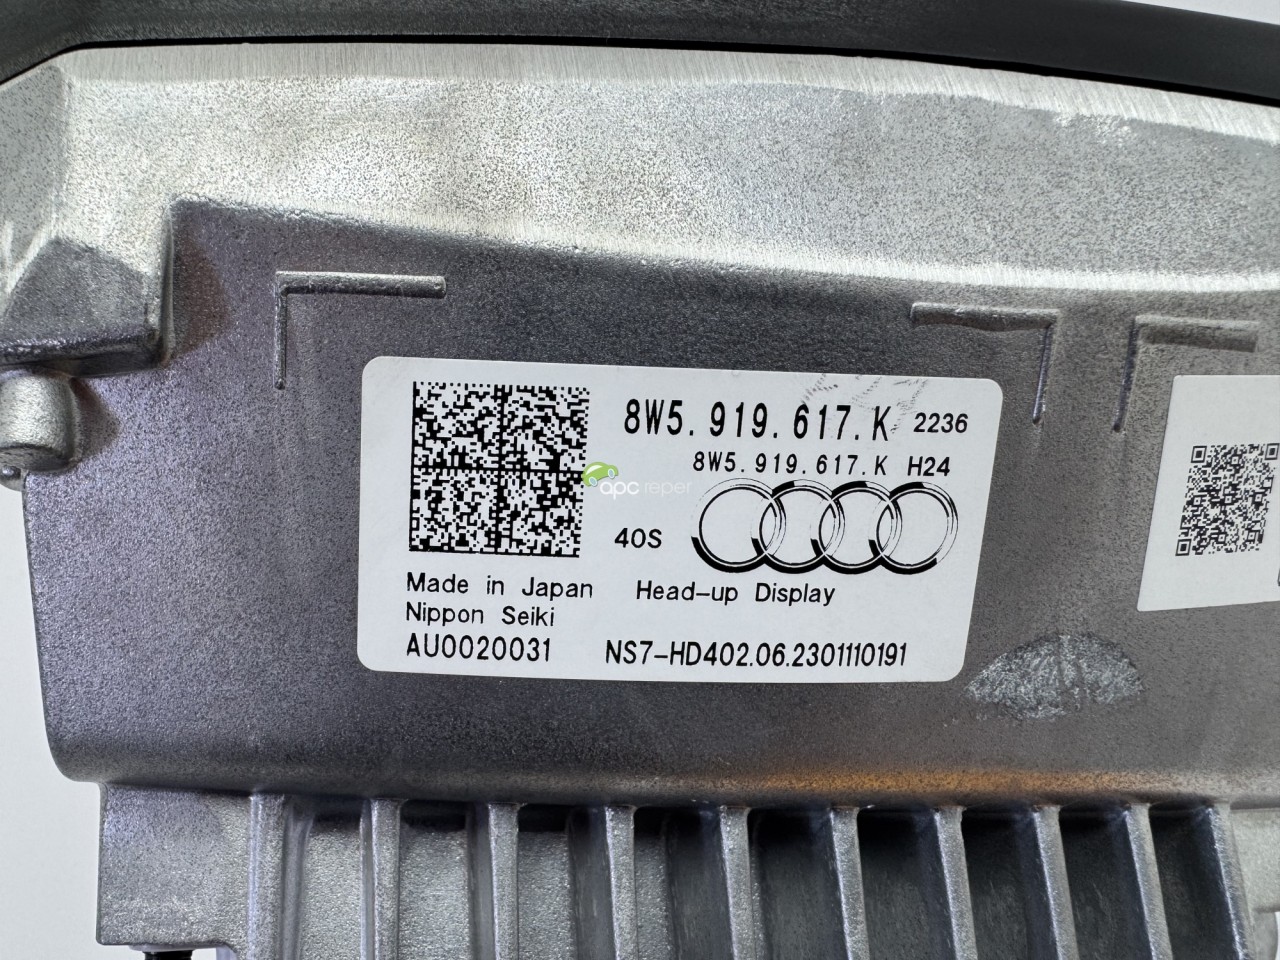 8W5.919.617.K 2236
8W5.919.617.K H24
apc reper
40S
Made in Japan Head-up Display
Nippon Seiki
AU0020031 NS7-HD402.06.2301110191